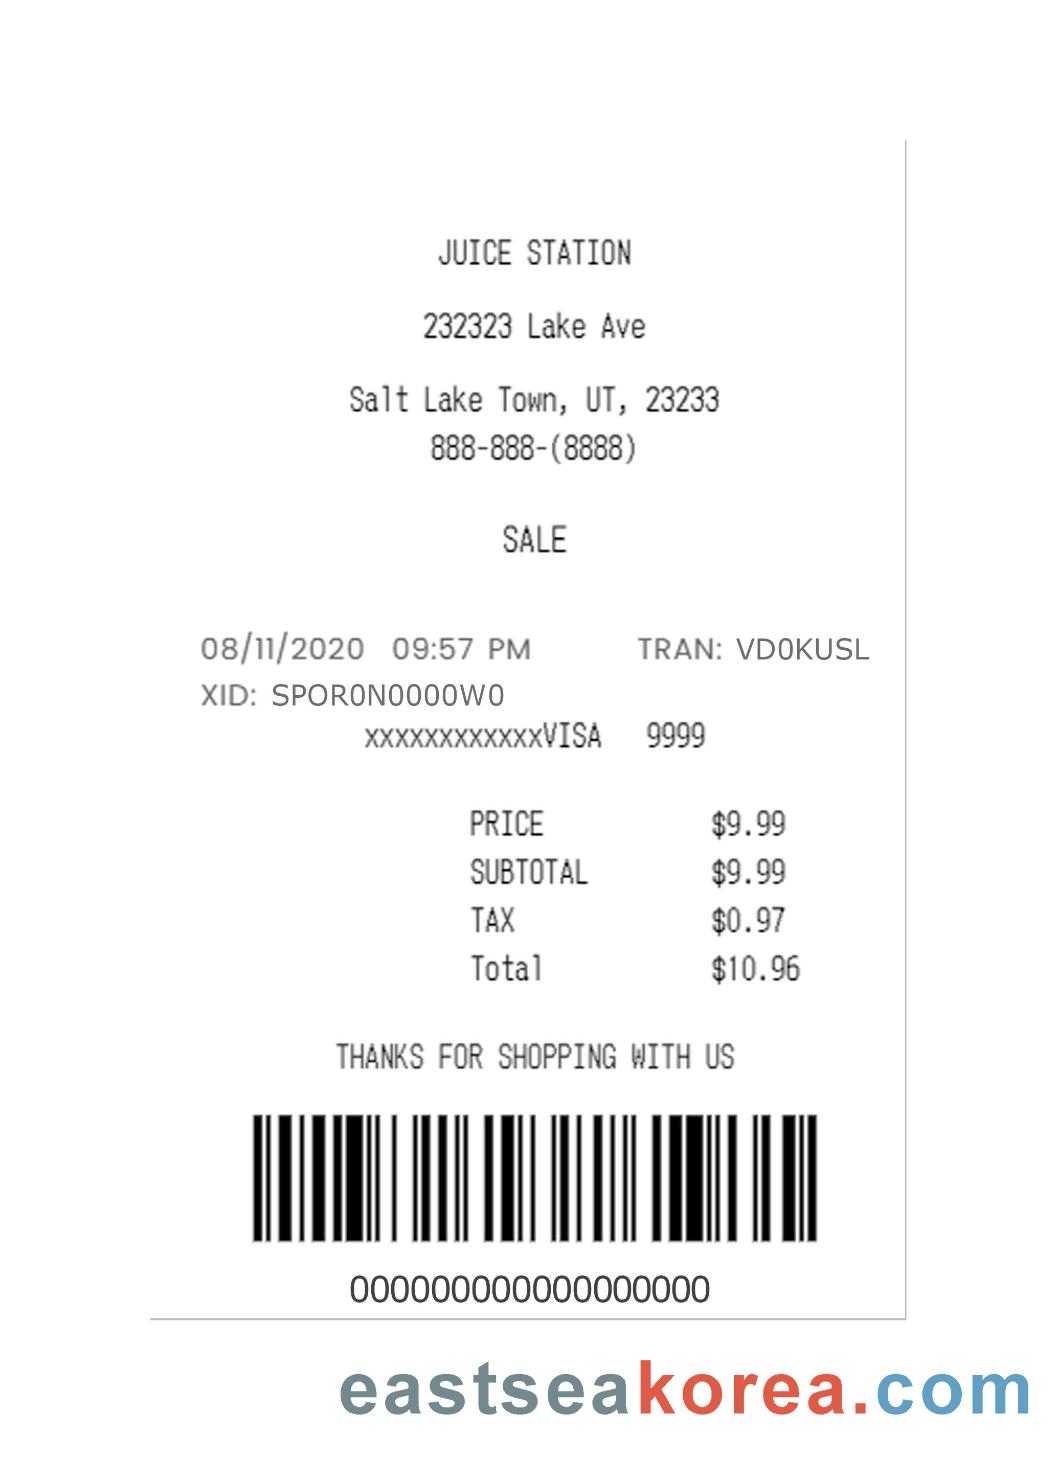 JUICE STATION
232323 Lake Ave
Salt Lake Town, UT, 23233
888-888-(8888)
SALE
08/11/2020 09:57 PM TRAN: VD0KUSL
XID: SPOR0N0000W0
xxxxxxxxxxxxVISA 9999
PRICE $9.99
SUBTOTAL $9.99
TAX $0.97
Total $10.96
THANKS FOR SHOPPING WITH US
000000000000000000
eastseakorea.com